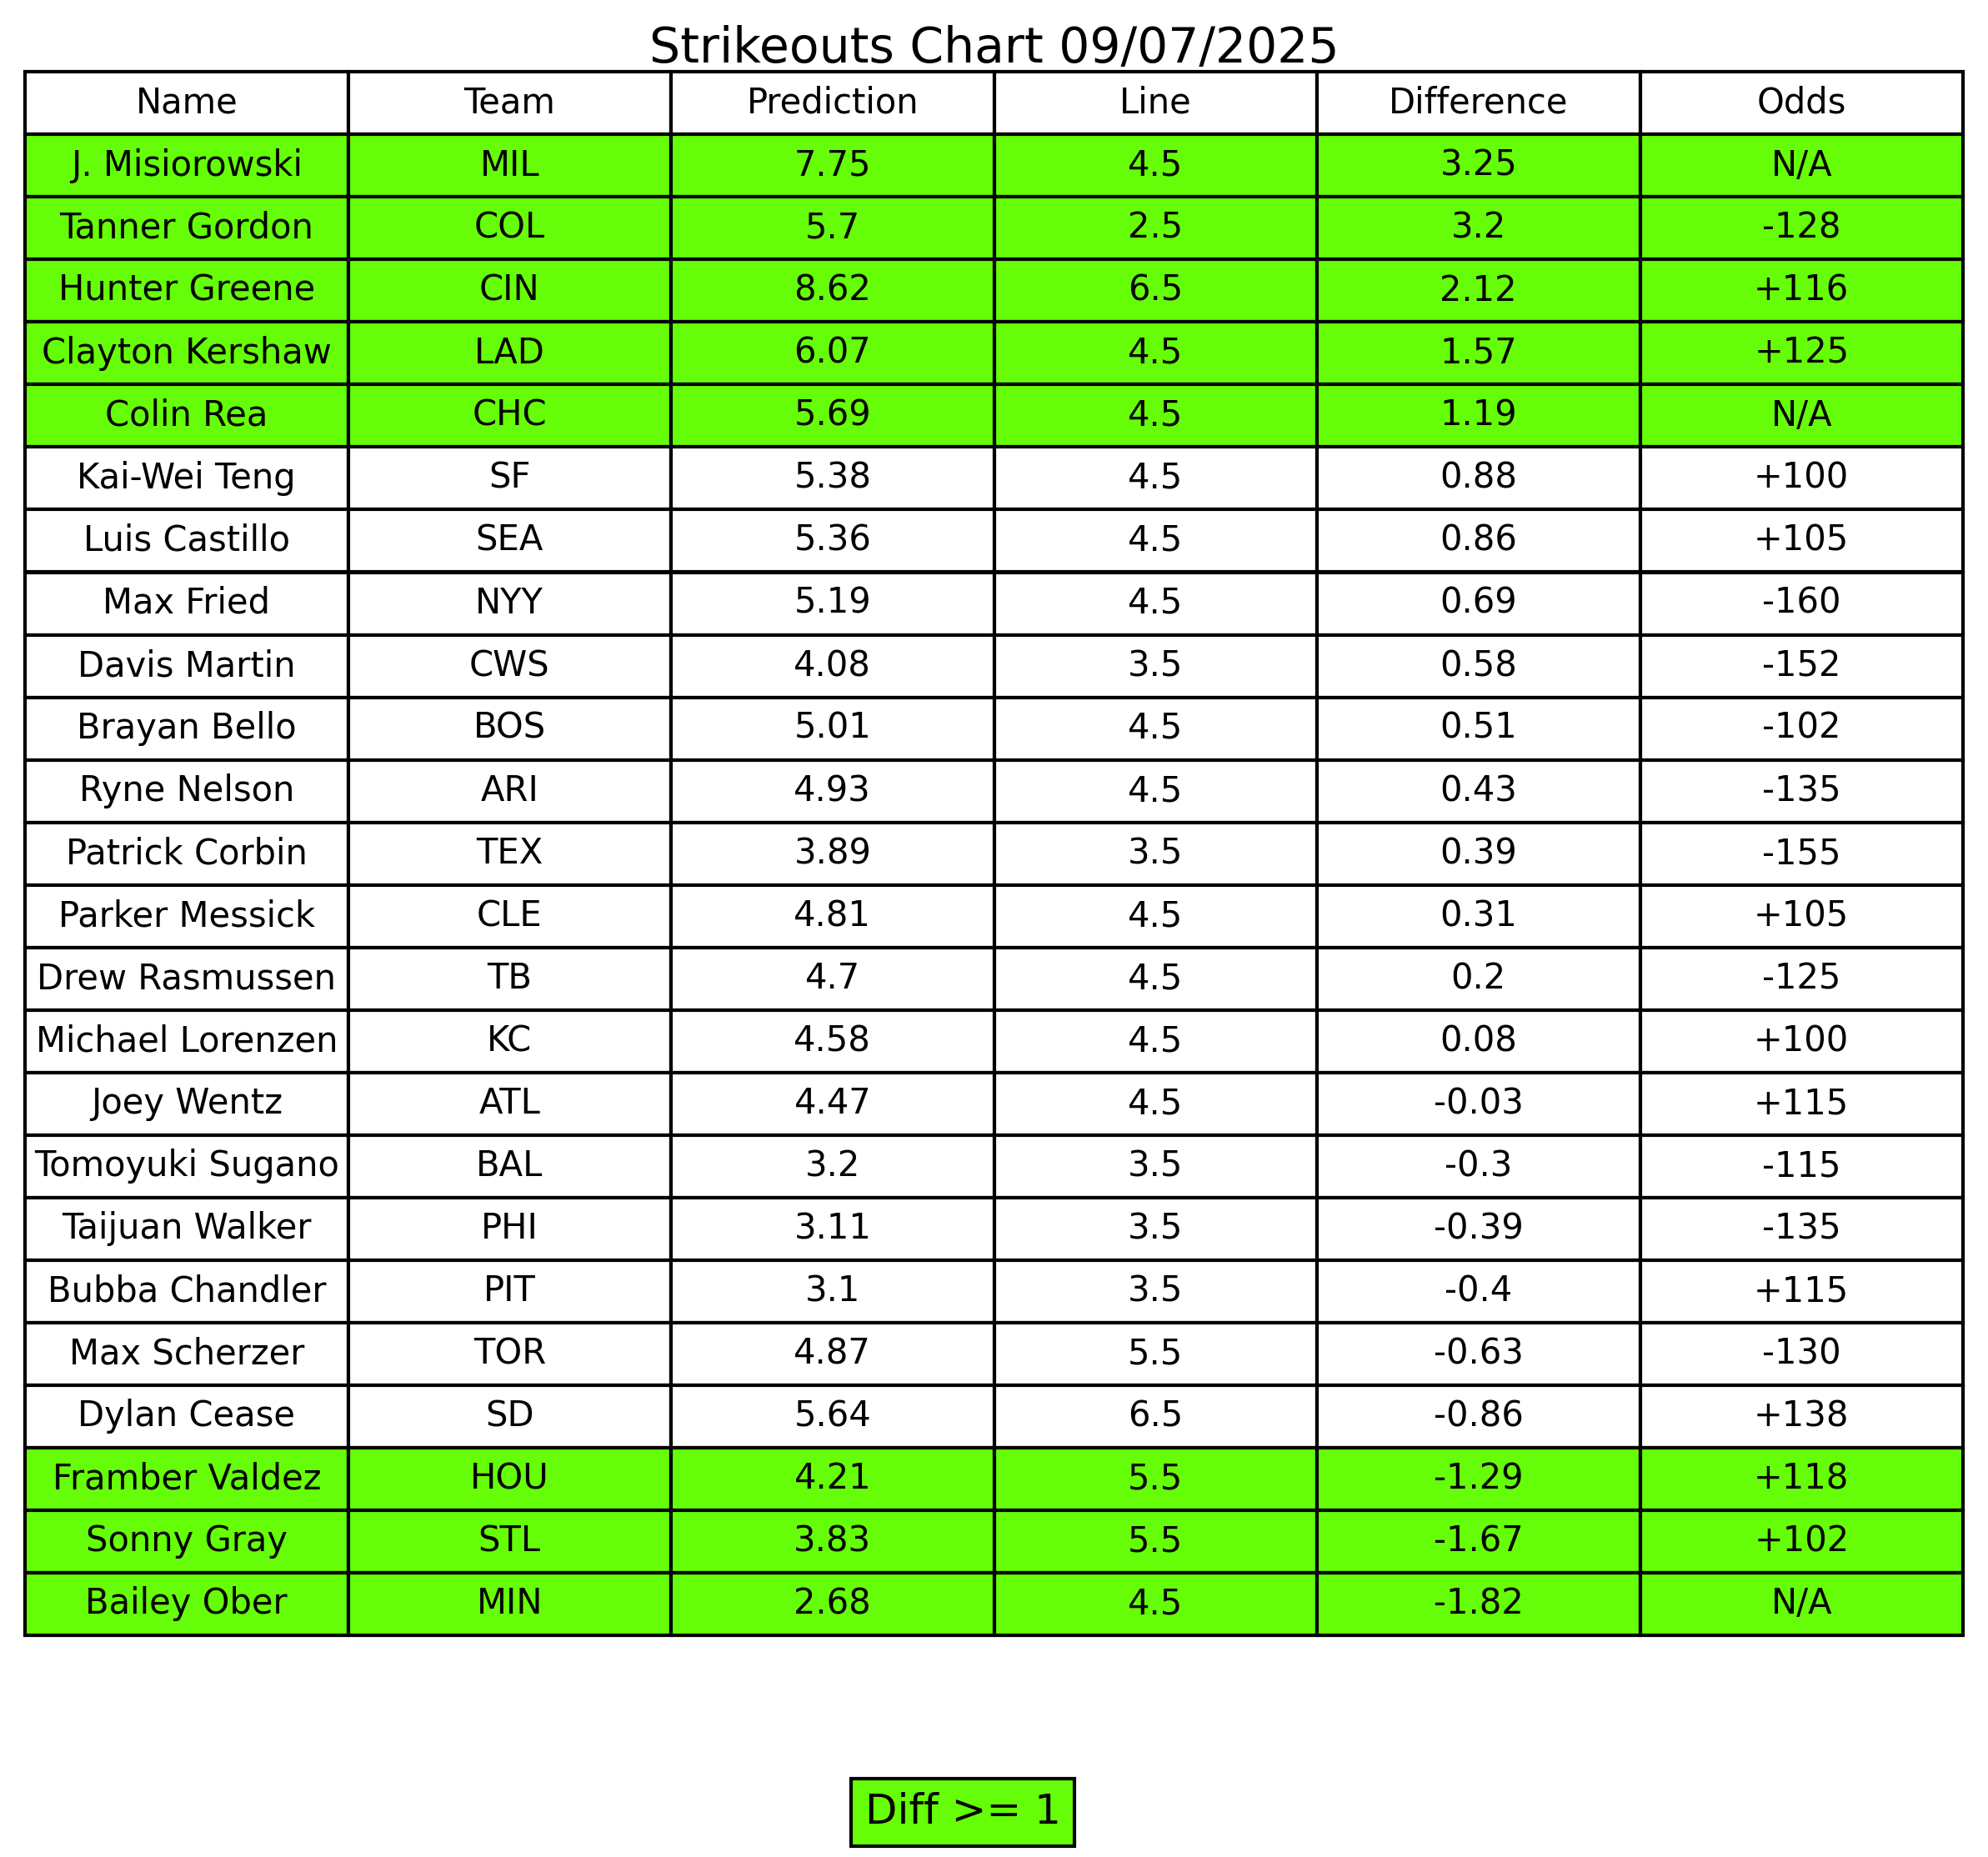 Strikeouts Chart 09/07/2025
Name Team Prediction Line Difference Odds
J. Misiorowski MIL 7.75 4.5 3.25 N/A
Tanner Gordon COL 5.7 2.5 3.2 -128
Hunter Greene CIN 8.62 6.5 2.12 +116
Clayton Kershaw LAD 6.07 4.5 1.57 +125
Colin Rea CHC 5.69 4.5 1.19 N/A
Kai-Wei Teng SF 5.38 4.5 0.88 +100
Luis Castillo SEA 5.36 4.5 0.86 +105
Max Fried NYY 5.19 4.5 0.69 -160
Davis Martin CWS 4.08 3.5 0.58 -152
Brayan Bello BOS 5.01 4.5 0.51 -102
Ryne Nelson ARI 4.93 4.5 0.43 -135
Patrick Corbin TEX 3.89 3.5 0.39 -155
Parker Messick CLE 4.81 4.5 0.31 +105
Drew Rasmussen TB 4.7 4.5 0.2 -125
Michael Lorenzen KC 4.58 4.5 0.08 +100
Joey Wentz ATL 4.47 4.5 -0.03 +115
Tomoyuki Sugano BAL 3.2 3.5 -0.3 -115
Taijuan Walker PHI 3.11 3.5 -0.39 -135
Bubba Chandler PIT 3.1 3.5 -0.4 +115
Max Scherzer TOR 4.87 5.5 -0.63 -130
Dylan Cease SD 5.64 6.5 -0.86 +138
Framber Valdez HOU 4.21 5.5 -1.29 +118
Sonny Gray STL 3.83 5.5 -1.67 +102
Bailey Ober MIN 2.68 4.5 -1.82 N/A
Diff >= 1